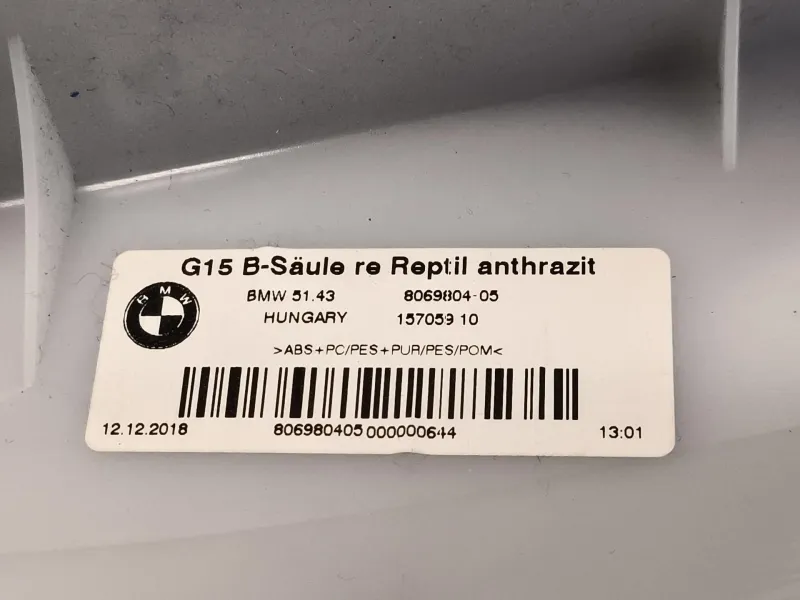 G15 B-Säule re Reptil anthrazit
BMW
BMW 51.43 8069804-05
HUNGARY 157059 10
>ABS+PC/PES+PUR/PES/POM<
12.12.2018 806980405 000000644 13:01